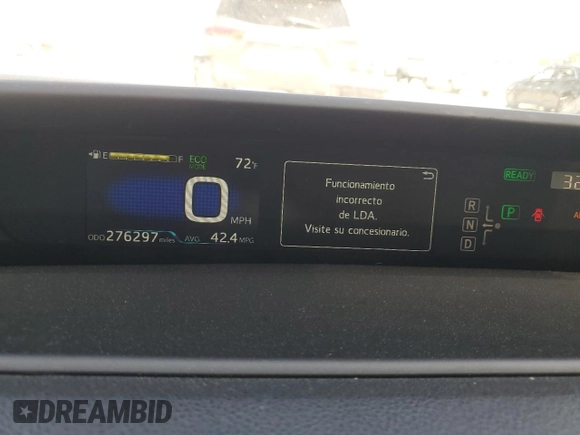 E F ECO MODE 72°F
0 MPH
ODO 276297 miles AVG 42.4 MPG
Funcionamiento
incorrecto
de LDA.
Visite su concesionario.
READY
R
N
D
P
DREAMBID